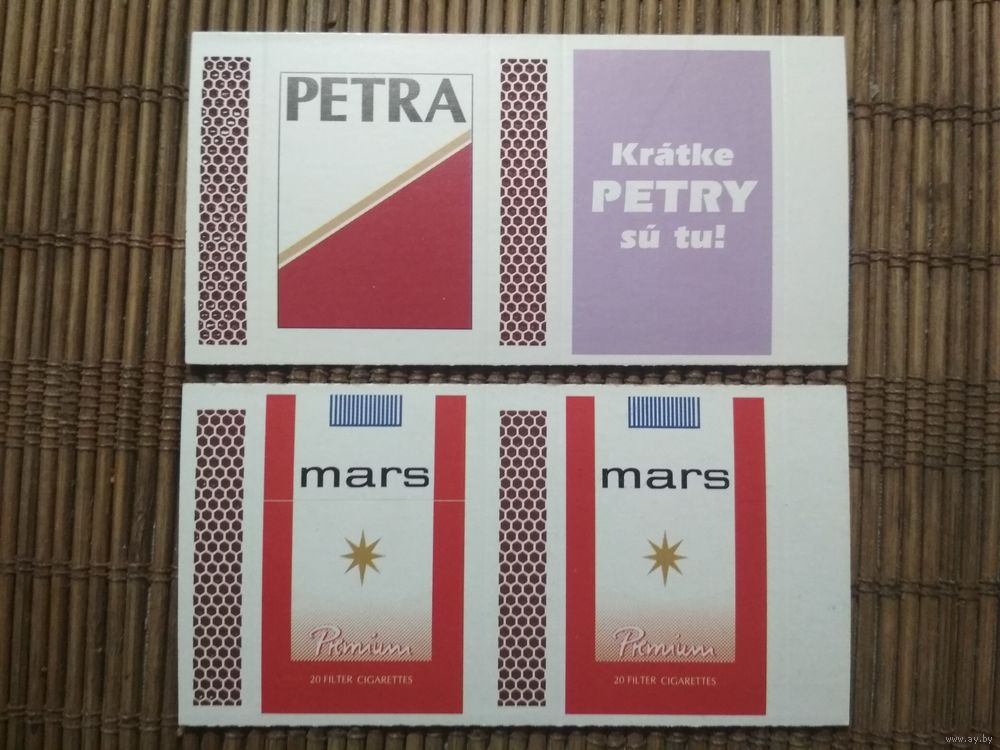 PETRA
Krátke
PETRY
sú tu!
mars
Premium
20 FILTER CIGARETTES
mars
Premium
20 FILTER CIGARETTES
www.ay.by